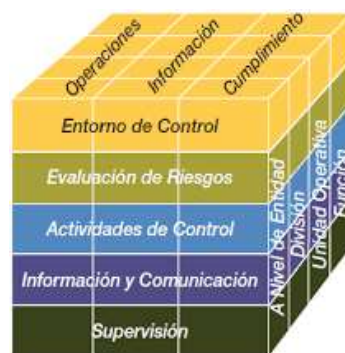 Operaciones
Información
Cumplimiento
Entorno de Control
Evaluación de Riesgos
Actividades de Control
Información y Comunicación
Supervisión
A Nivel de Entidad
División
Unidad Operativa
Función